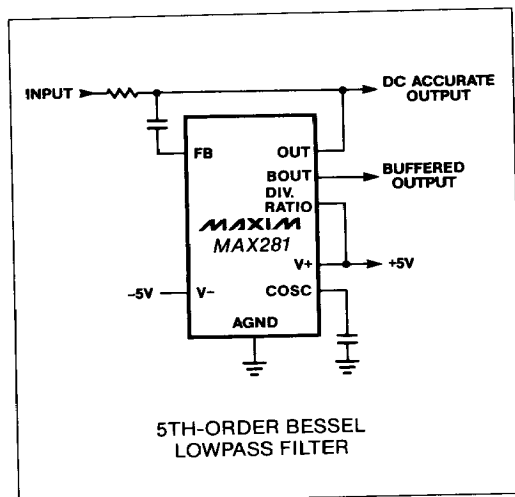 INPUT
DC ACCURATE
OUTPUT
FB
OUT
BOUT
BUFFERED
OUTPUT
DIV.
RATIO
MAXIM
MAX281
V+
+5V
-5V
V-
COSC
AGND
5TH-ORDER BESSEL
LOWPASS FILTER